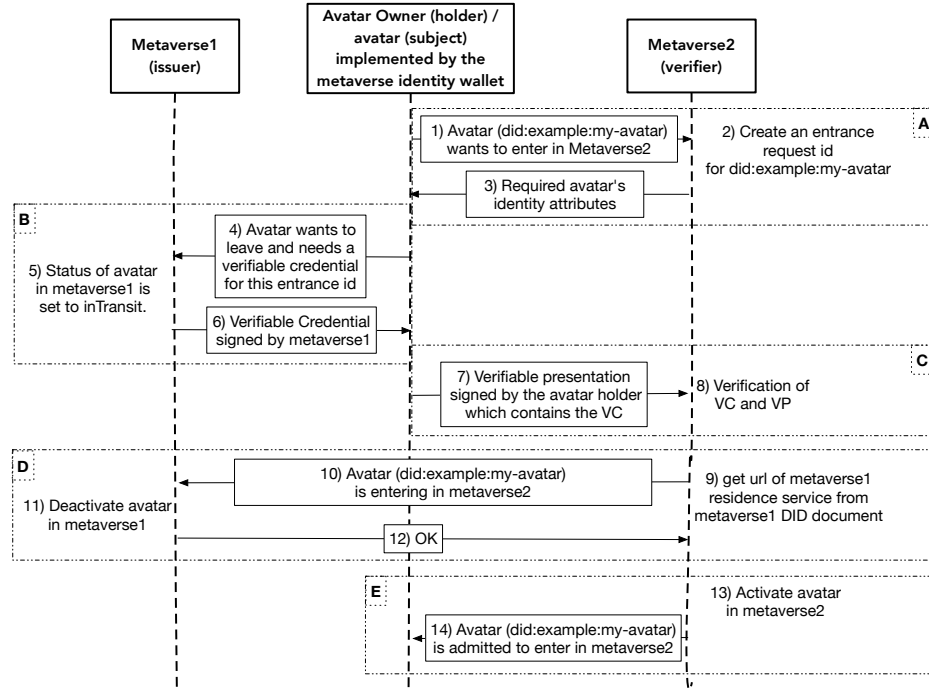 Metaverse1
(issuer)
Avatar Owner (holder) /
avatar (subject)
implemented by the
metaverse identity wallet
Metaverse2
(verifier)
A
1) Avatar (did:example:my-avatar)
wants to enter in Metaverse2
2) Create an entrance
request id
for did:example:my-avatar
3) Required avatar's
identity attributes
B
4) Avatar wants to
leave and needs a
verifiable credential
for this entrance id
5) Status of avatar
in metaverse1 is
set to inTransit.
6) Verifiable Credential
signed by metaverse1
C
7) Verifiable presentation
signed by the avatar holder
which contains the VC
8) Verification of
VC and VP
D
9) get url of metaverse1
residence service from
metaverse1 DID document
10) Avatar (did:example:my-avatar)
is entering in metaverse2
11) Deactivate avatar
in metaverse1
12) OK
E
13) Activate avatar
in metaverse2
14) Avatar (did:example:my-avatar)
is admitted to enter in metaverse2